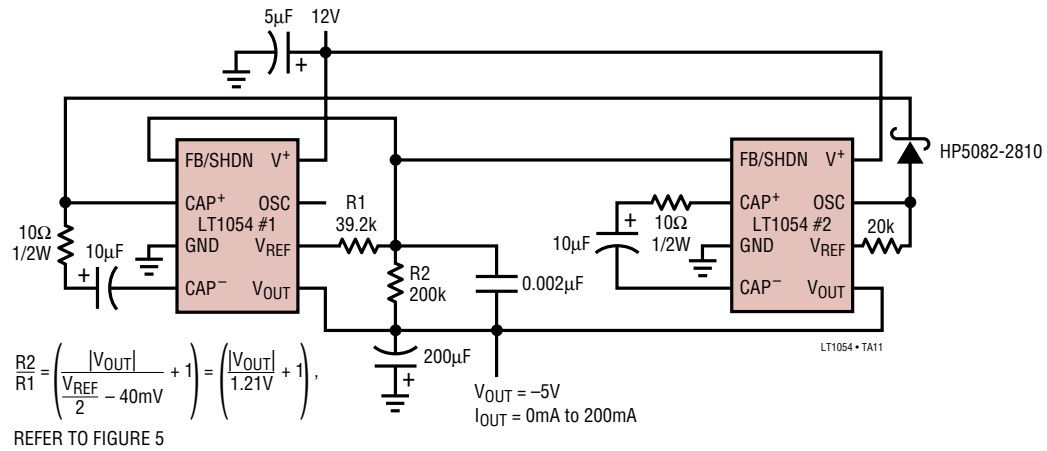 5µF 12V
+
FB/SHDN V+
CAP+ OSC
LT1054 #1
GND VREF
CAP– VOUT
10Ω
1/2W
10µF
+
R1
39.2k
R2
200k
0.002µF
200µF
+
FB/SHDN V+
CAP+ OSC
LT1054 #2
GND VREF
CAP– VOUT
+
10µF
10Ω
1/2W
20k
HP5082-2810
LT1054 • TA11
VOUT = –5V
IOUT = 0mA to 200mA
R2/R1 = (|VOUT| / (VREF/2 – 40mV) + 1) = (|VOUT|/1.21V + 1),
REFER TO FIGURE 5